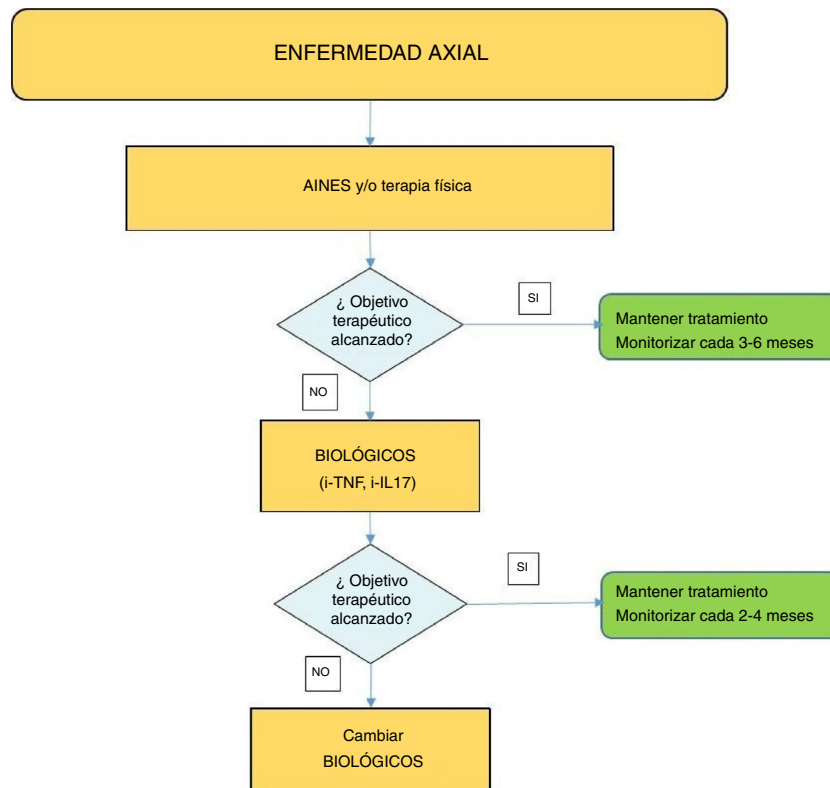 ENFERMEDAD AXIAL
AINES y/o terapia física
¿ Objetivo
terapéutico
alcanzado?
SI
Mantener tratamiento
Monitorizar cada 3-6 meses
NO
BIOLÓGICOS
(i-TNF, i-IL17)
¿ Objetivo
terapéutico
alcanzado?
SI
Mantener tratamiento
Monitorizar cada 2-4 meses
NO
Cambiar
BIOLÓGICOS